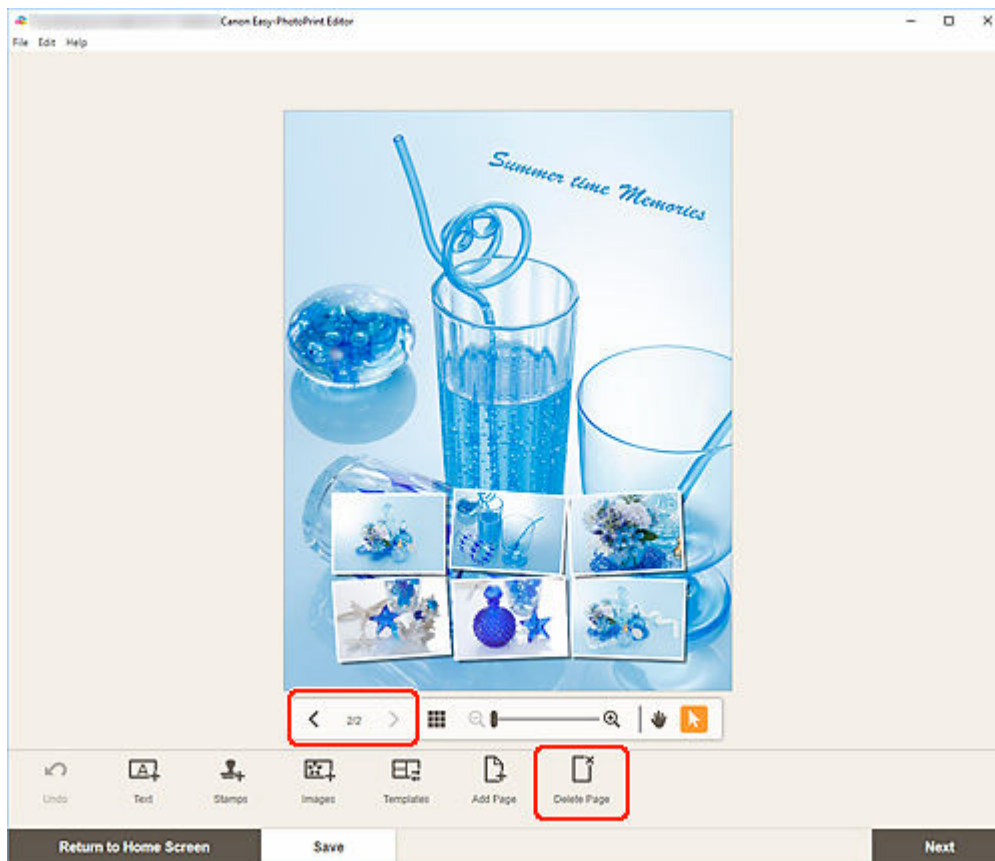 Canon Easy-PhotoPrint Editor
File Edit Help
Summer time Memories
2/2
Undo Text Stamps Images Templates Add Page Delete Page
Return to Home Screen Save Next